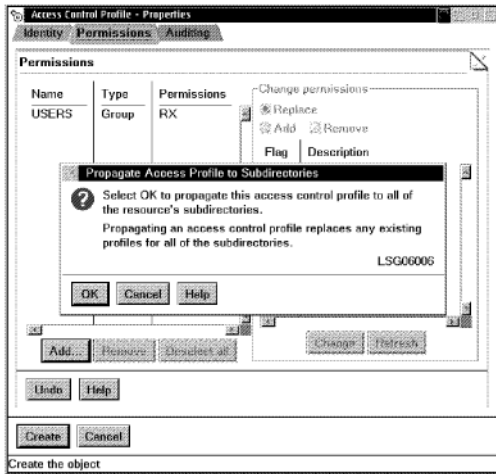 Access Control Profile - Properties
Identity Permissions Auditing
Permissions
Name Type Permissions
USERS Group RX
Change permissions
Replace
Add Remove
Flag Description
Propagate Access Profile to Subdirectories
Select OK to propagate this access control profile to all of
the resource's subdirectories.
Propagating an access control profile replaces any existing
profiles for all of the subdirectories.
LSG06006
OK Cancel Help
Add... Remove Deselect all
Change Refresh
Undo Help
Create Cancel
Create the object